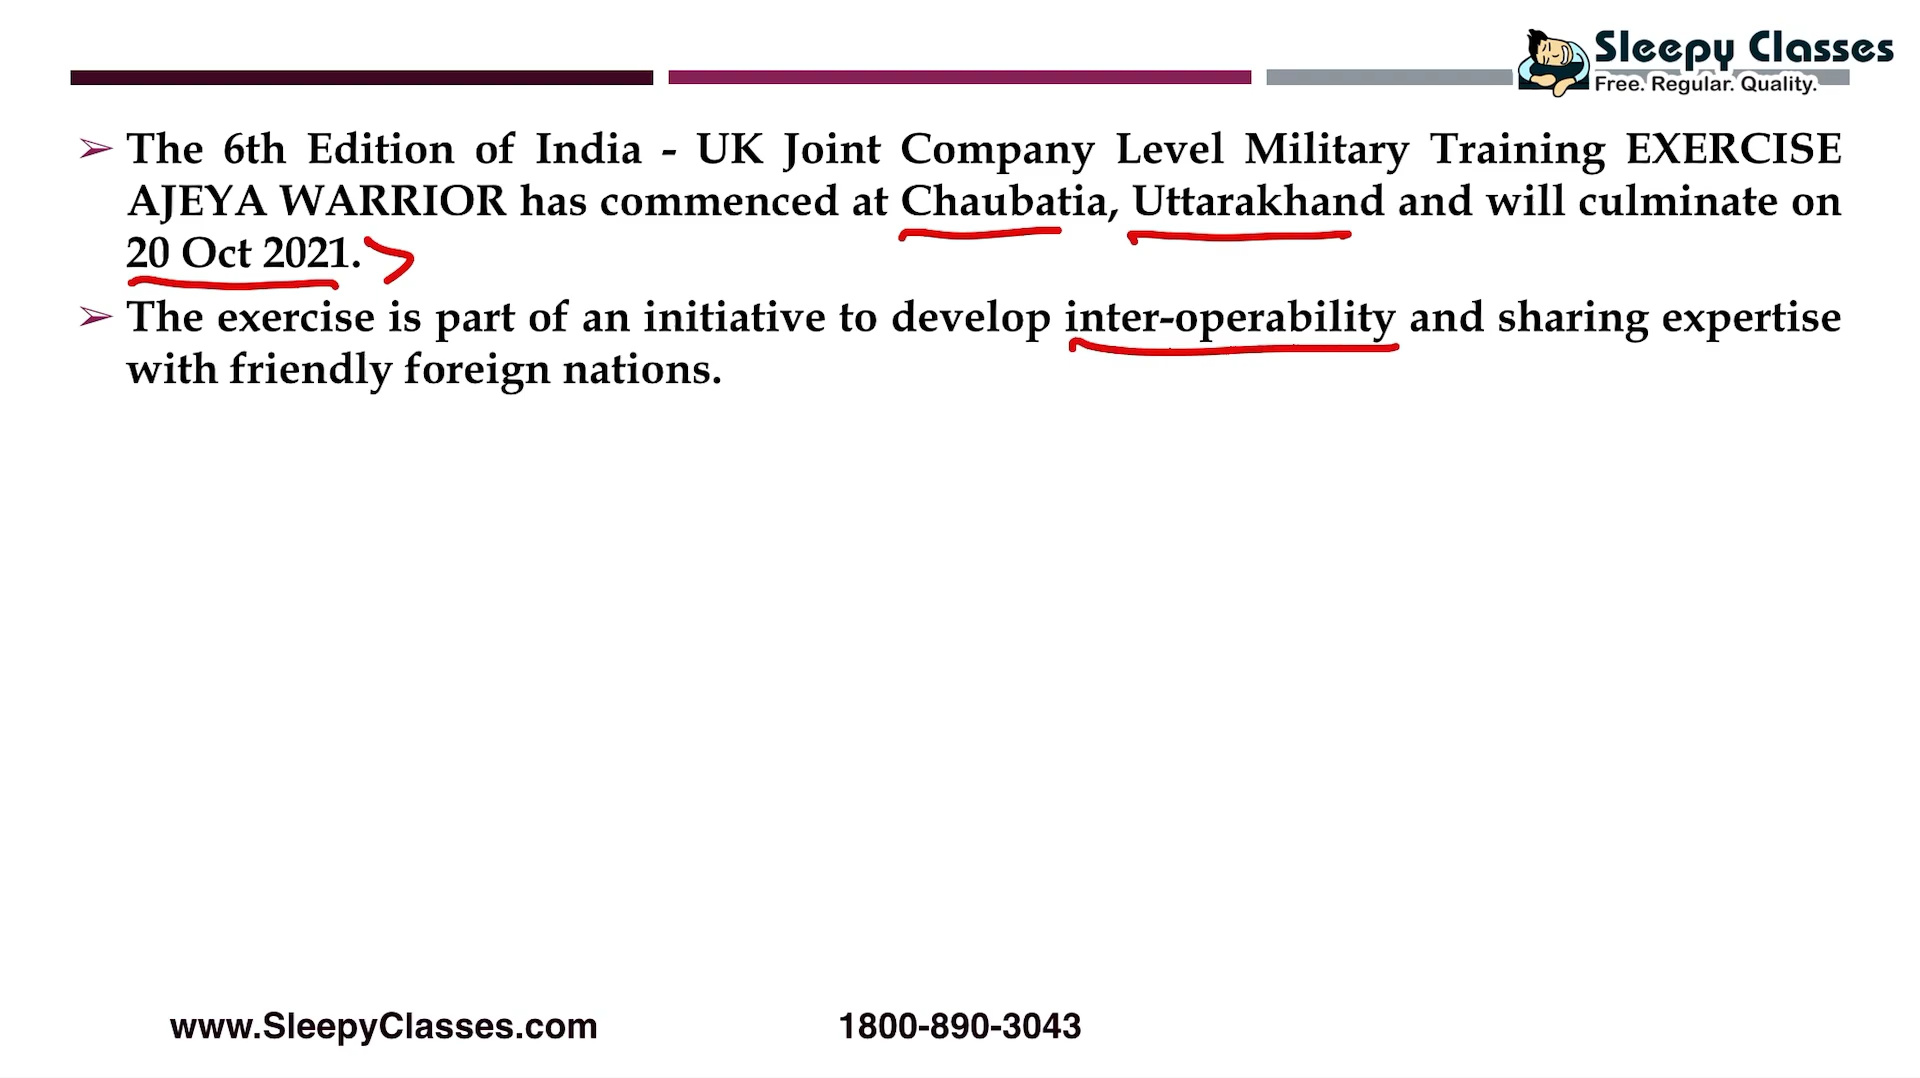 Sleepy Classes
Free. Regular. Quality.
➢ The 6th Edition of India - UK Joint Company Level Military Training EXERCISE
AJEYA WARRIOR has commenced at Chaubatia, Uttarakhand and will culminate on
20 Oct 2021.
➢ The exercise is part of an initiative to develop inter-operability and sharing expertise
with friendly foreign nations.
www.SleepyClasses.com
1800-890-3043